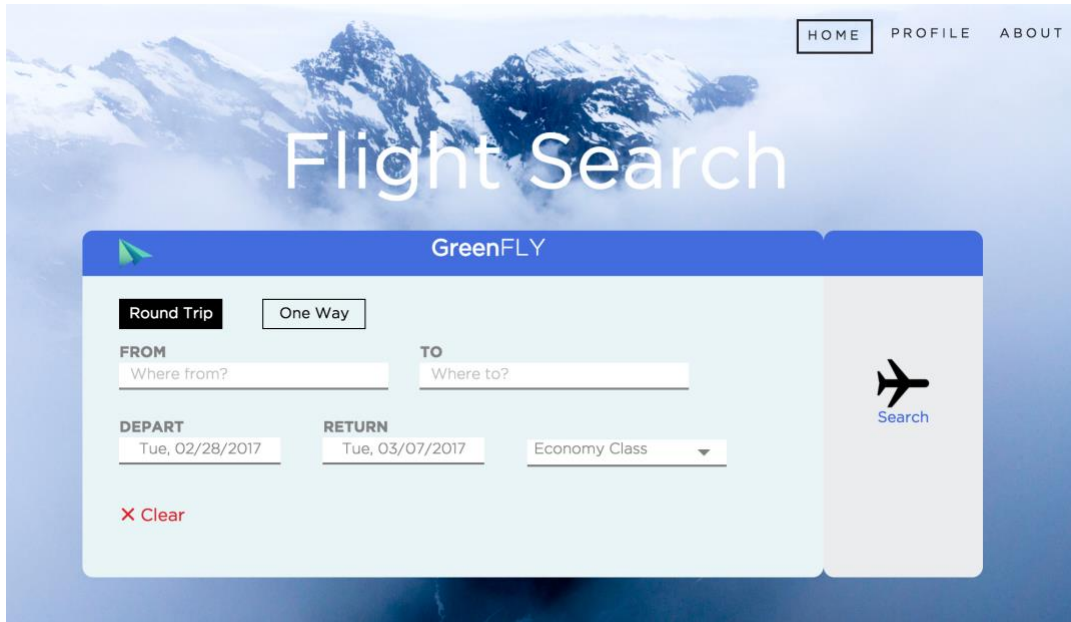 HOME PROFILE ABOUT
Flight Search
GreenFLY
Round Trip One Way
FROM TO
Where from? Where to?
DEPART RETURN
Tue, 02/28/2017 Tue, 03/07/2017 Economy Class
Search
X Clear